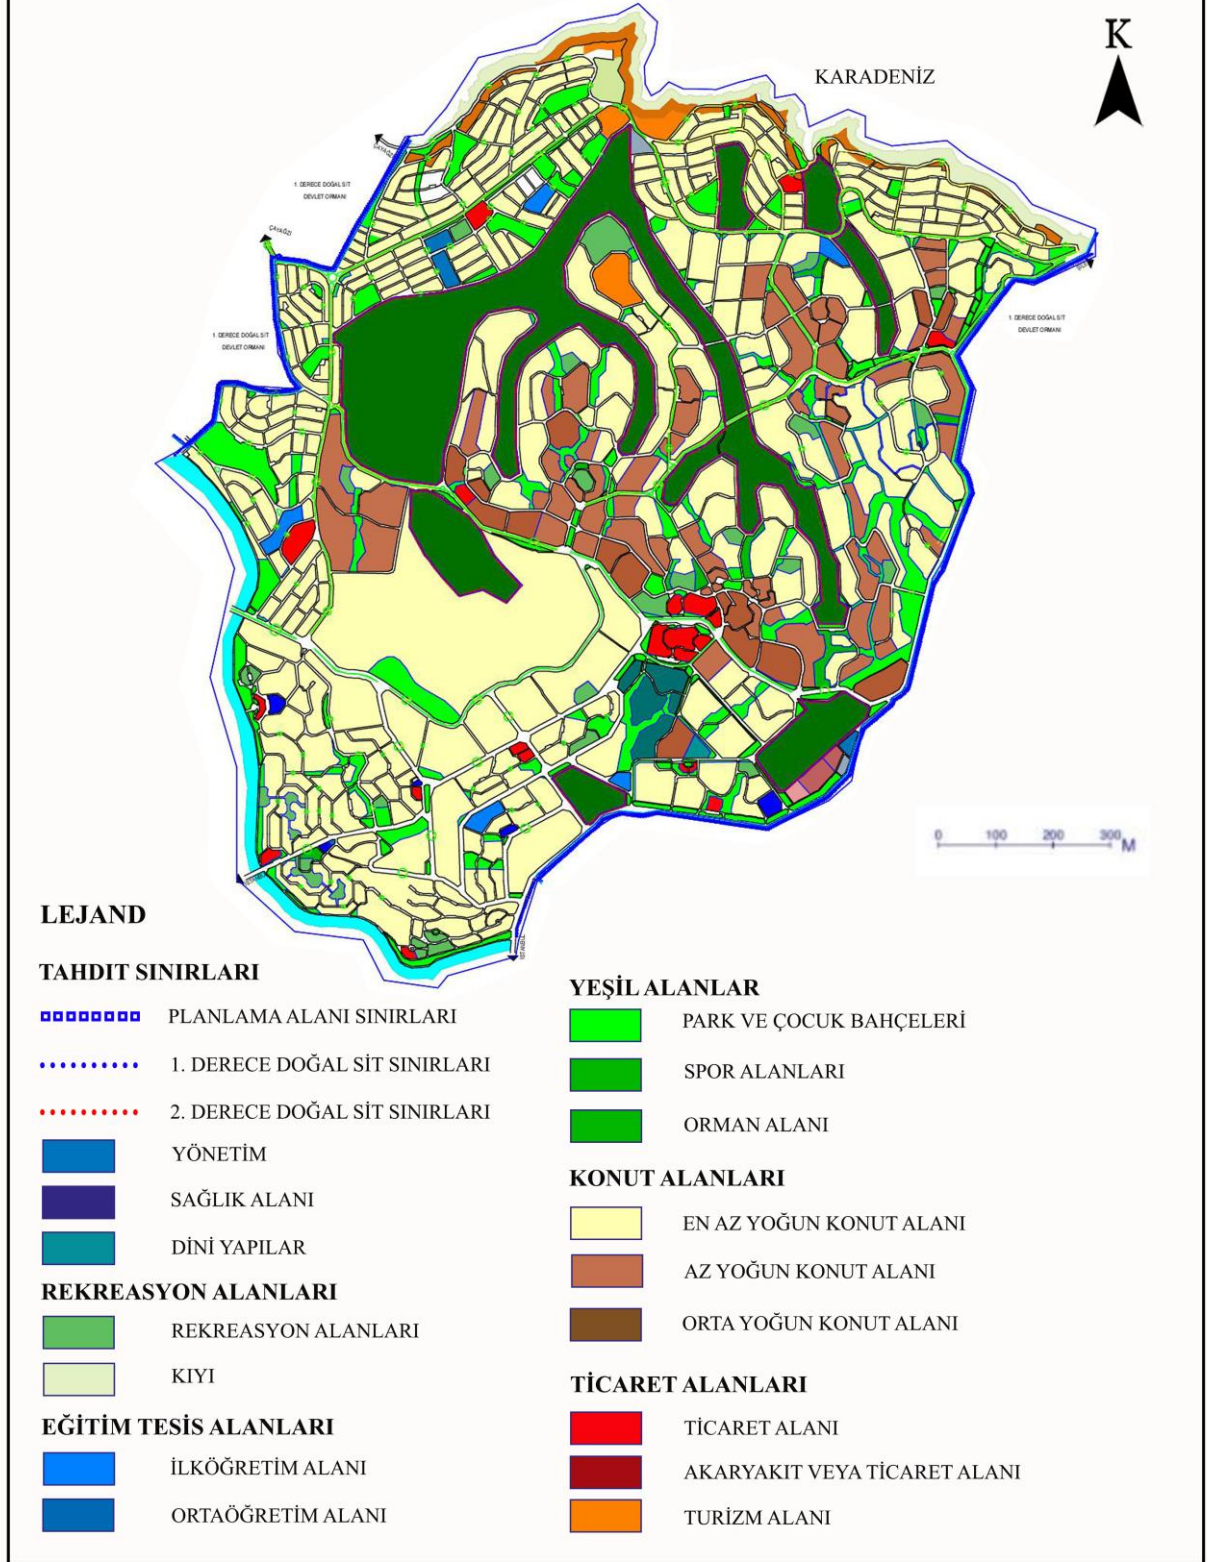 K
KARADENİZ
ÇAYAĞZI
1. DERECE DOĞAL SİT
DEVLET ORMANI
ÇAYAĞZI
1. DERECE DOĞAL SİT
DEVLET ORMANI
1. DERECE DOĞAL SİT
DEVLET ORMANI
0 100 200 300 M
LEJAND
TAHDIT SINIRLARI
PLANLAMA ALANI SINIRLARI
1. DERECE DOĞAL SİT SINIRLARI
2. DERECE DOĞAL SİT SINIRLARI
YÖNETİM
SAĞLIK ALANI
DİNİ YAPILAR
REKREASYON ALANLARI
REKREASYON ALANLARI
KIYI
EĞİTİM TESİS ALANLARI
İLKÖĞRETİM ALANI
ORTAÖĞRETİM ALANI
YEŞİL ALANLAR
PARK VE ÇOCUK BAHÇELERİ
SPOR ALANLARI
ORMAN ALANI
KONUT ALANLARI
EN AZ YOĞUN KONUT ALANI
AZ YOĞUN KONUT ALANI
ORTA YOĞUN KONUT ALANI
TİCARET ALANLARI
TİCARET ALANI
AKARYAKIT VEYA TİCARET ALANI
TURİZM ALANI